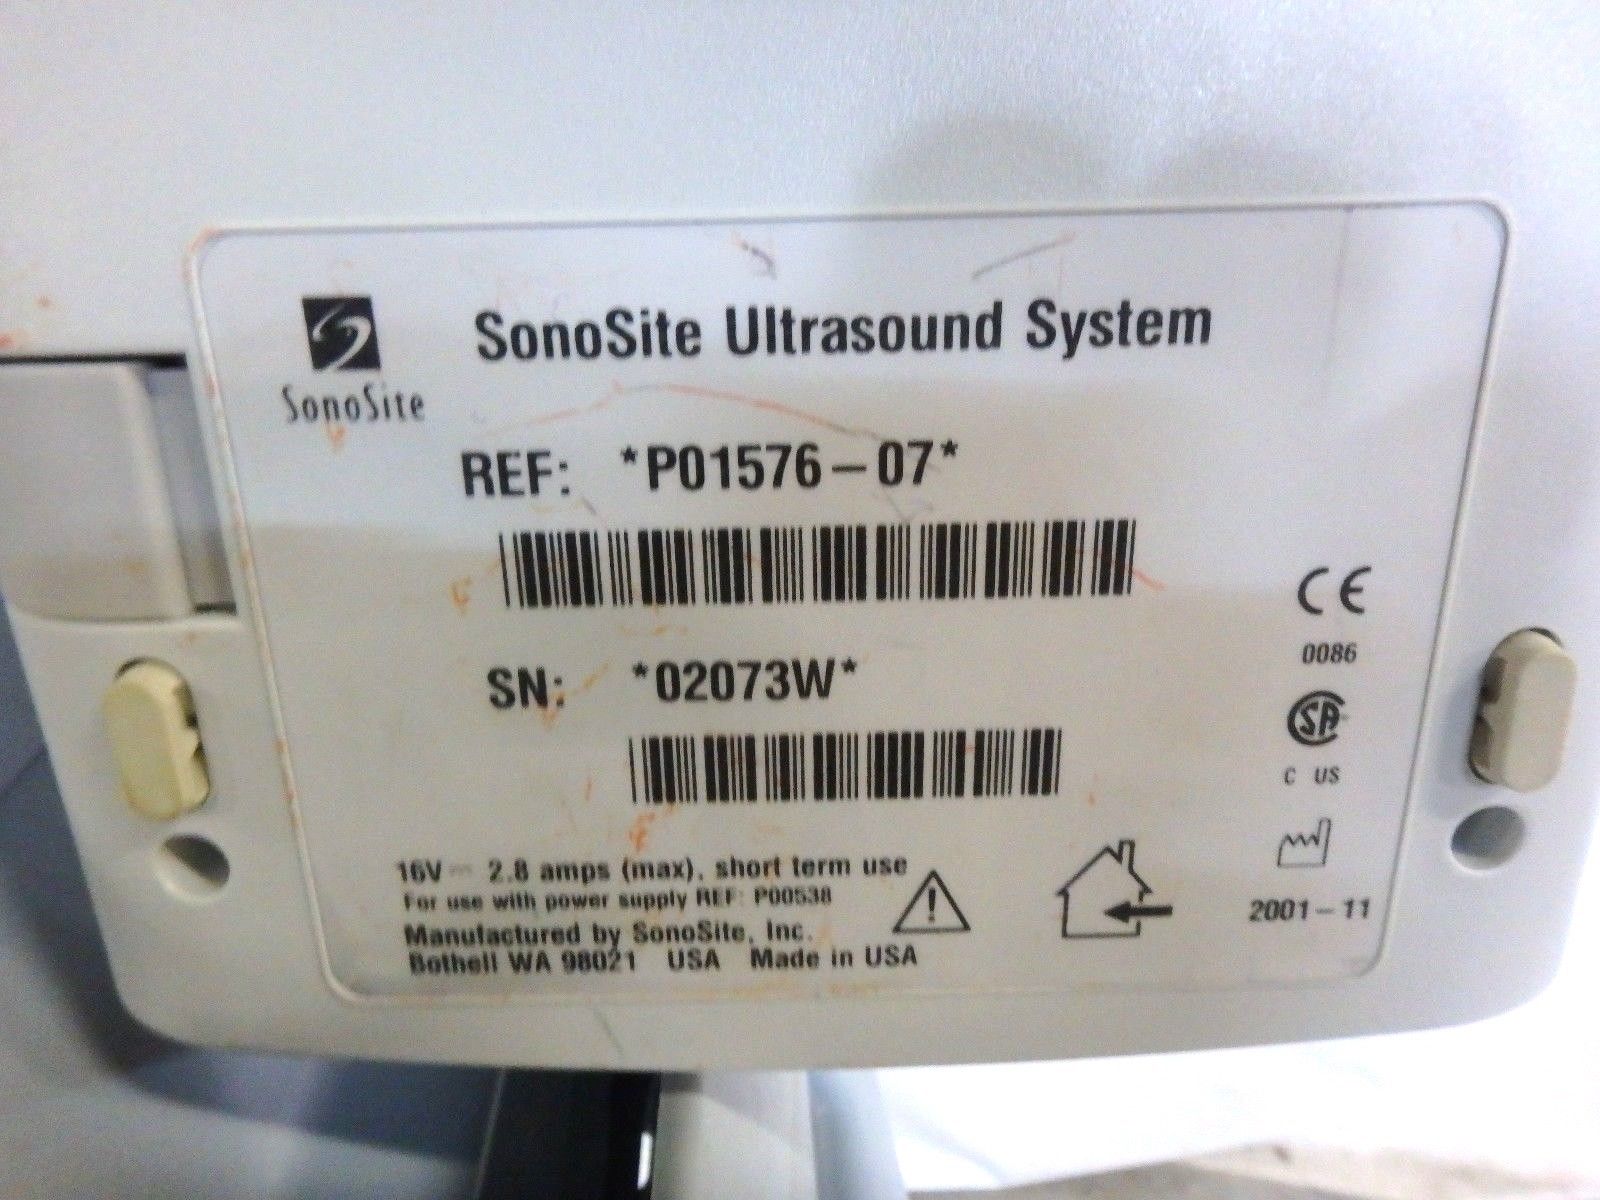 SonoSite
SonoSite Ultrasound System
REF: *P01576-07*
SN: *02073W*
CE
0086
CSA
C US
2001-11
16V 2.8 amps (max), short term use
For use with power supply REF: P00538
Manufactured by SonoSite, Inc.
Bothell WA 98021 USA Made in USA